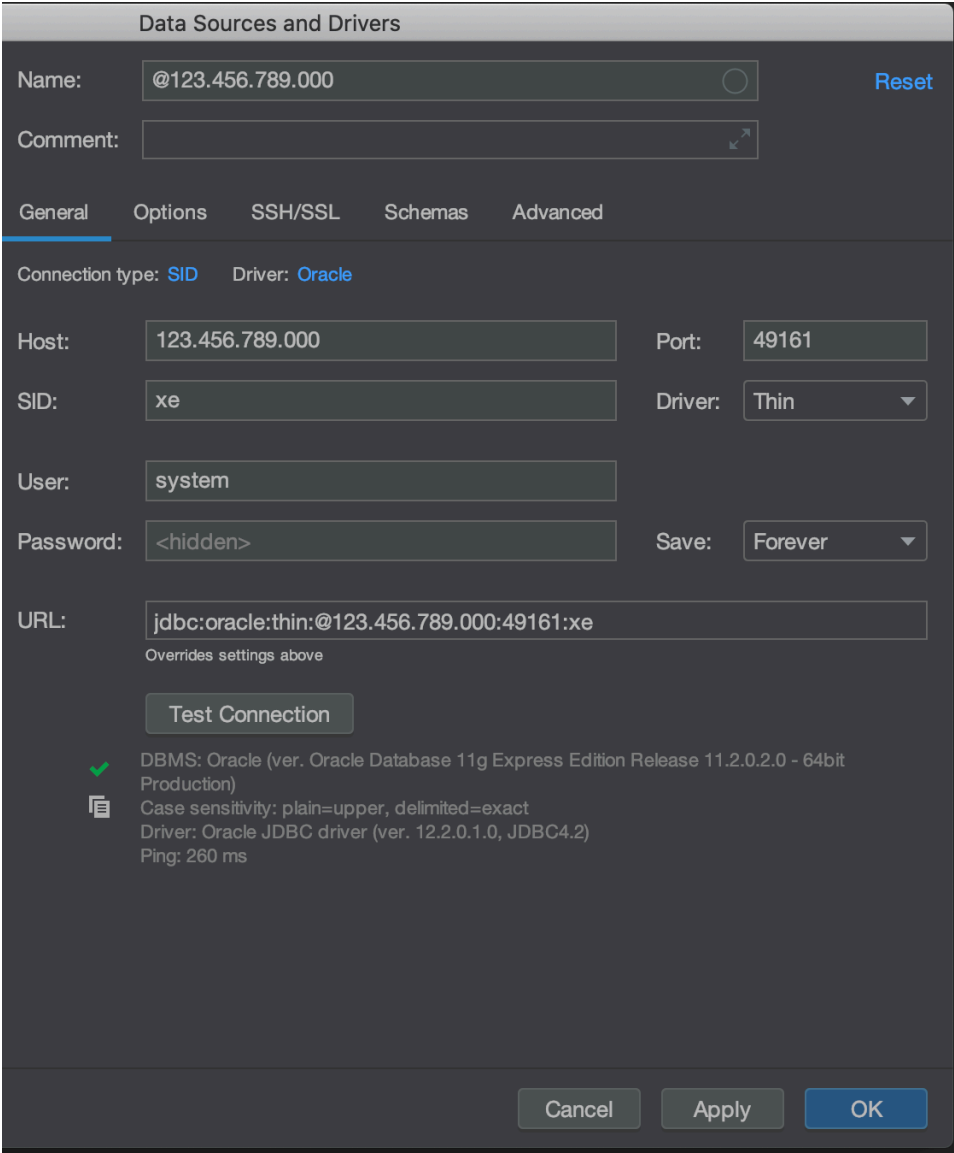 Data Sources and Drivers
Name: @123.456.789.000 Reset
Comment:
General Options SSH/SSL Schemas Advanced
Connection type: SID Driver: Oracle
Host: 123.456.789.000 Port: 49161
SID: xe Driver: Thin
User: system
Password: <hidden> Save: Forever
URL: jdbc:oracle:thin:@123.456.789.000:49161:xe
Overrides settings above
Test Connection
DBMS: Oracle (ver. Oracle Database 11g Express Edition Release 11.2.0.2.0 - 64bit
Production)
Case sensitivity: plain=upper, delimited=exact
Driver: Oracle JDBC driver (ver. 12.2.0.1.0, JDBC4.2)
Ping: 260 ms
Cancel Apply OK